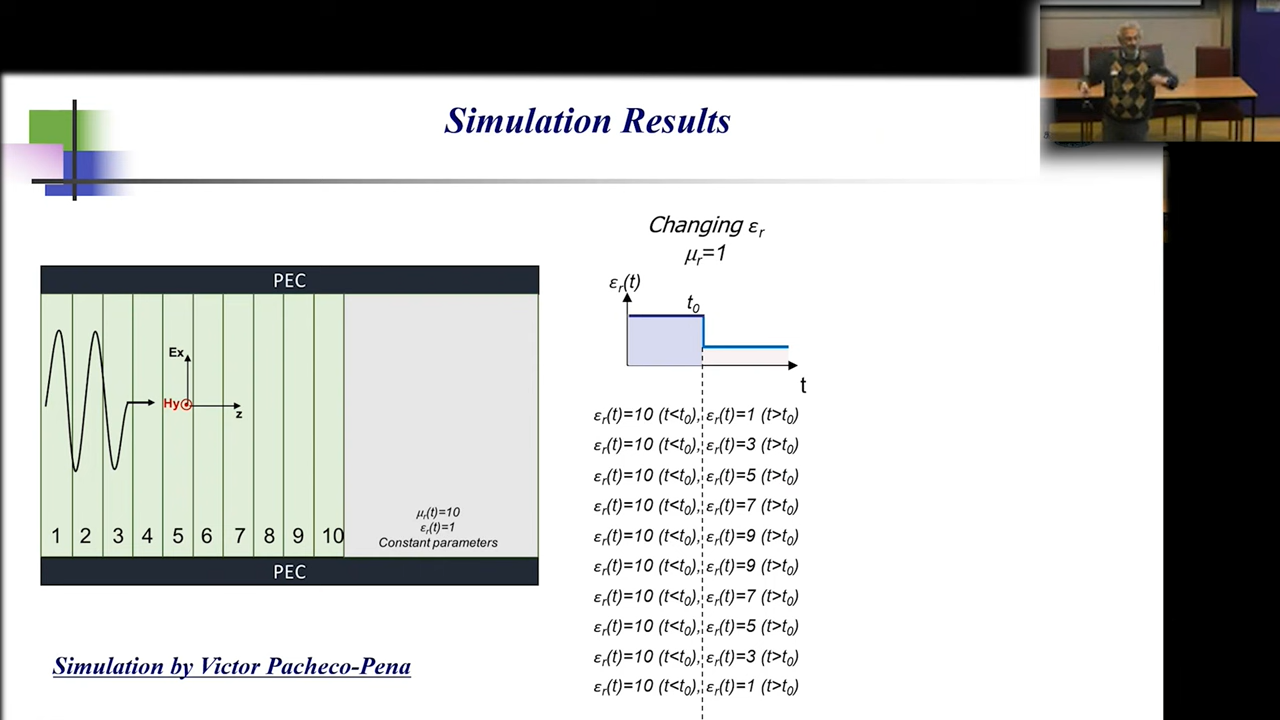 Simulation Results
PEC
Ex
Hy
z
1 2 3 4 5 6 7 8 9 10
μr(t)=10
εr(t)=1
Constant parameters
PEC
Simulation by Victor Pacheco-Pena
Changing εr
μr=1
εr(t)
t0
t
εr(t)=10 (t<t0), εr(t)=1 (t>t0)
εr(t)=10 (t<t0), εr(t)=3 (t>t0)
εr(t)=10 (t<t0), εr(t)=5 (t>t0)
εr(t)=10 (t<t0), εr(t)=7 (t>t0)
εr(t)=10 (t<t0), εr(t)=9 (t>t0)
εr(t)=10 (t<t0), εr(t)=9 (t>t0)
εr(t)=10 (t<t0), εr(t)=7 (t>t0)
εr(t)=10 (t<t0), εr(t)=5 (t>t0)
εr(t)=10 (t<t0), εr(t)=3 (t>t0)
εr(t)=10 (t<t0), εr(t)=1 (t>t0)